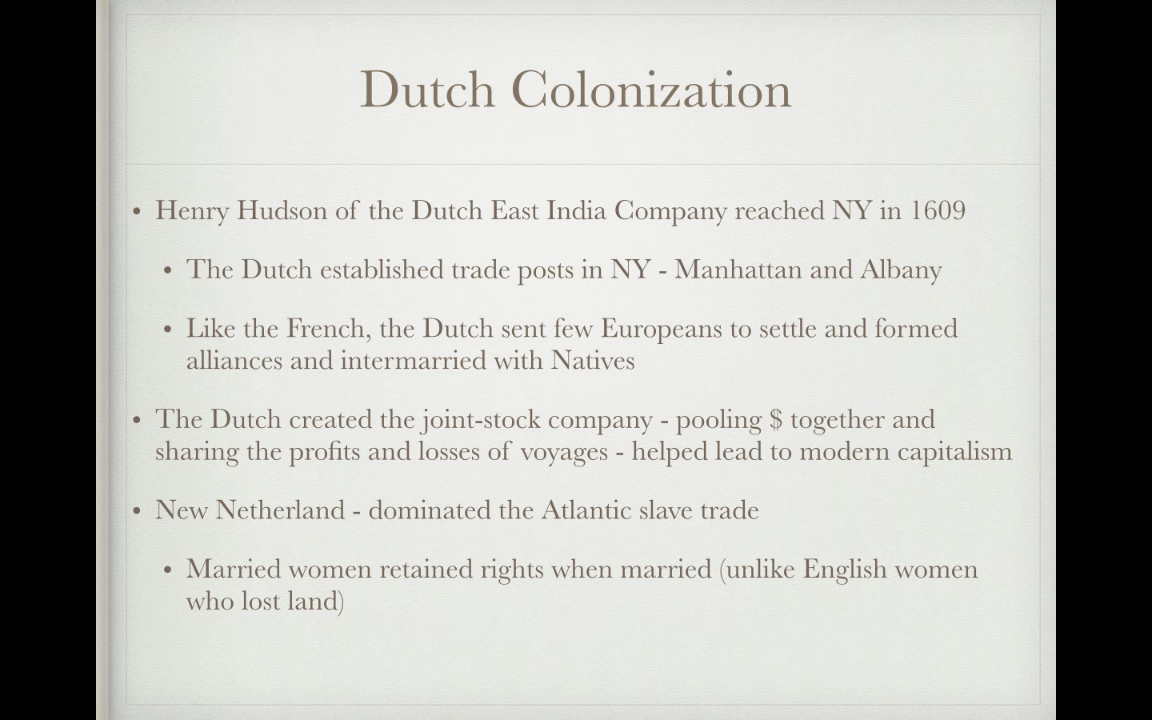 Dutch Colonization
• Henry Hudson of the Dutch East India Company reached NY in 1609
• The Dutch established trade posts in NY - Manhattan and Albany
• Like the French, the Dutch sent few Europeans to settle and formed
alliances and intermarried with Natives
• The Dutch created the joint-stock company - pooling $ together and
sharing the profits and losses of voyages - helped lead to modern capitalism
• New Netherland - dominated the Atlantic slave trade
• Married women retained rights when married (unlike English women
who lost land)